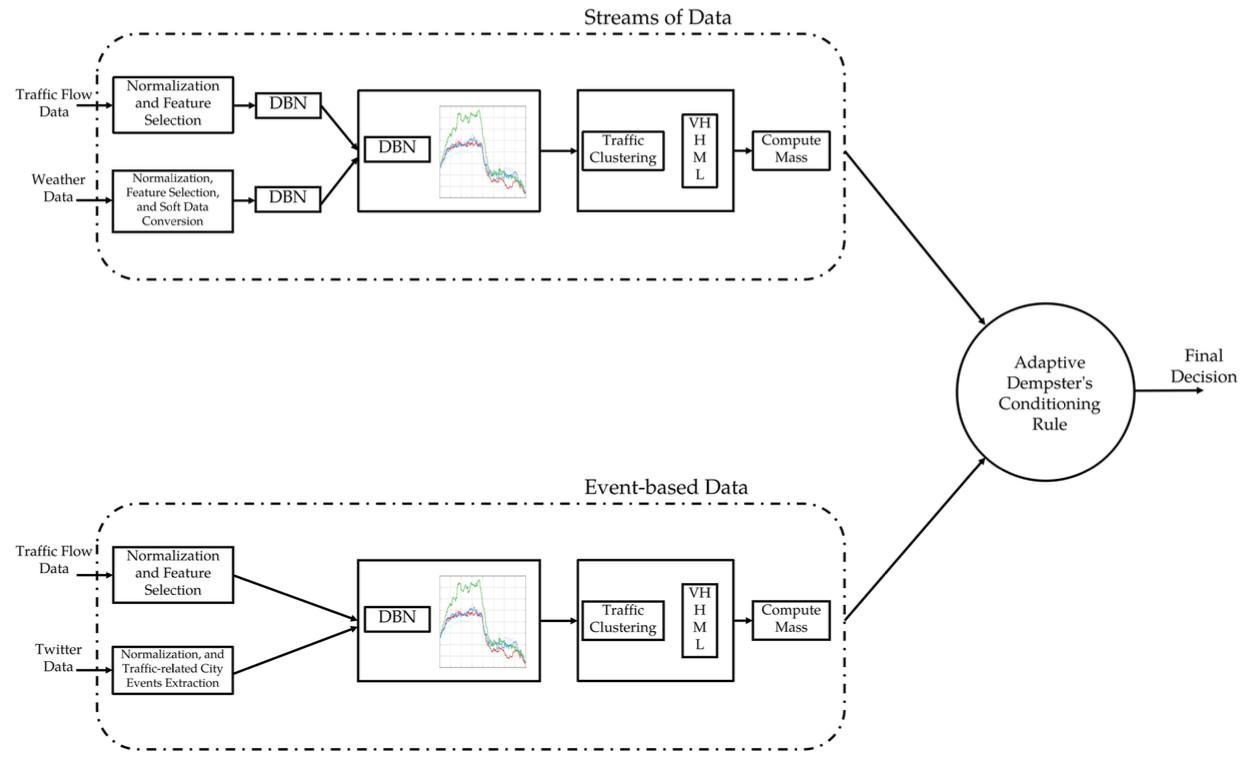 Streams of Data
Traffic Flow
Data
Normalization
and Feature
Selection
DBN
Weather
Data
Normalization,
Feature Selection,
and Soft Data
Conversion
DBN
DBN
Traffic
Clustering
VH
H
M
L
Compute
Mass
Adaptive
Dempster's
Conditioning
Rule
Final
Decision
Event-based Data
Traffic Flow
Data
Normalization
and Feature
Selection
Twitter
Data
Normalization, and
Traffic-related City
Events Extraction
DBN
Traffic
Clustering
VH
H
M
L
Compute
Mass